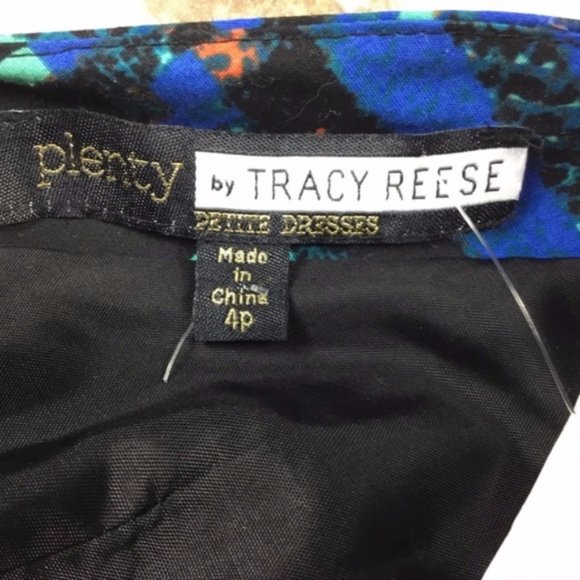 plenty by TRACY REESE
PETITE DRESSES
Made
in
China
4P